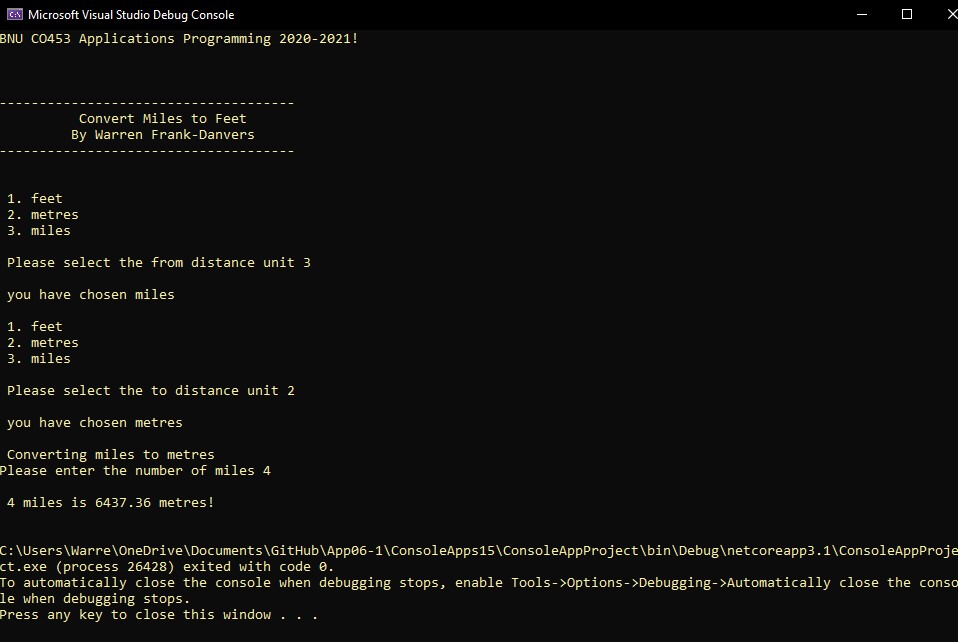 Microsoft Visual Studio Debug Console
BNU CO453 Applications Programming 2020-2021!
-------------------------------------
Convert Miles to Feet
By Warren Frank-Danvers
-------------------------------------
1. feet
2. metres
3. miles
Please select the from distance unit 3
you have chosen miles
1. feet
2. metres
3. miles
Please select the to distance unit 2
you have chosen metres
Converting miles to metres
Please enter the number of miles 4
4 miles is 6437.36 metres!
C:\Users\Warre\OneDrive\Documents\GitHub\App06-1\ConsoleApps15\ConsoleAppProject\bin\Debug\netcoreapp3.1\ConsoleAppProje
ct.exe (process 26428) exited with code 0.
To automatically close the console when debugging stops, enable Tools->Options->Debugging->Automatically close the conso
le when debugging stops.
Press any key to close this window . . .